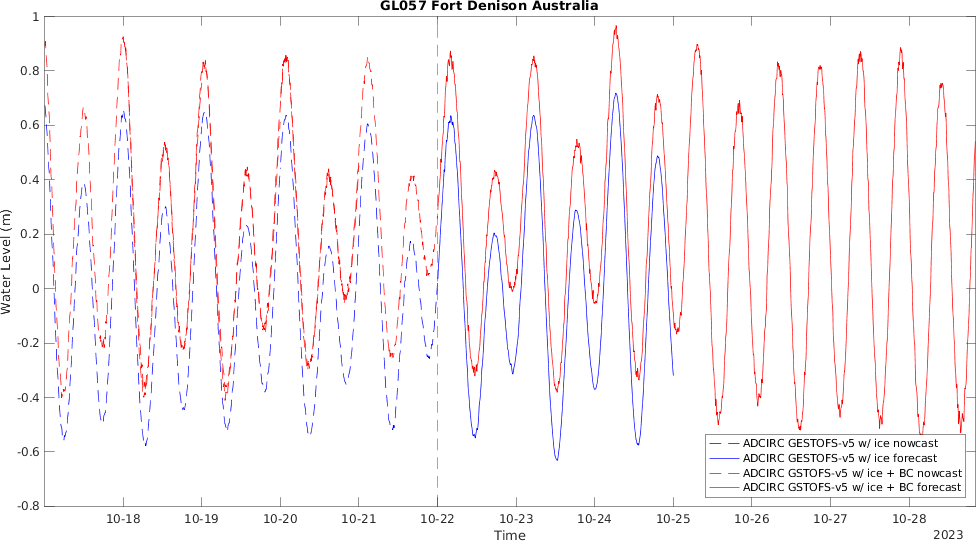 GL057 Fort Denison Australia
1
0.8
0.6
0.4
0.2
0
-0.2
-0.4
-0.6
-0.8
Water Level (m)
ADCIRC GESTOFS-v5 w/ ice nowcast
ADCIRC GESTOFS-v5 w/ ice forecast
ADCIRC GSTOFS-v5 w/ ice + BC nowcast
ADCIRC GSTOFS-v5 w/ ice + BC forecast
10-18 10-19 10-20 10-21 10-22 10-23 10-24 10-25 10-26 10-27 10-28
Time
2023